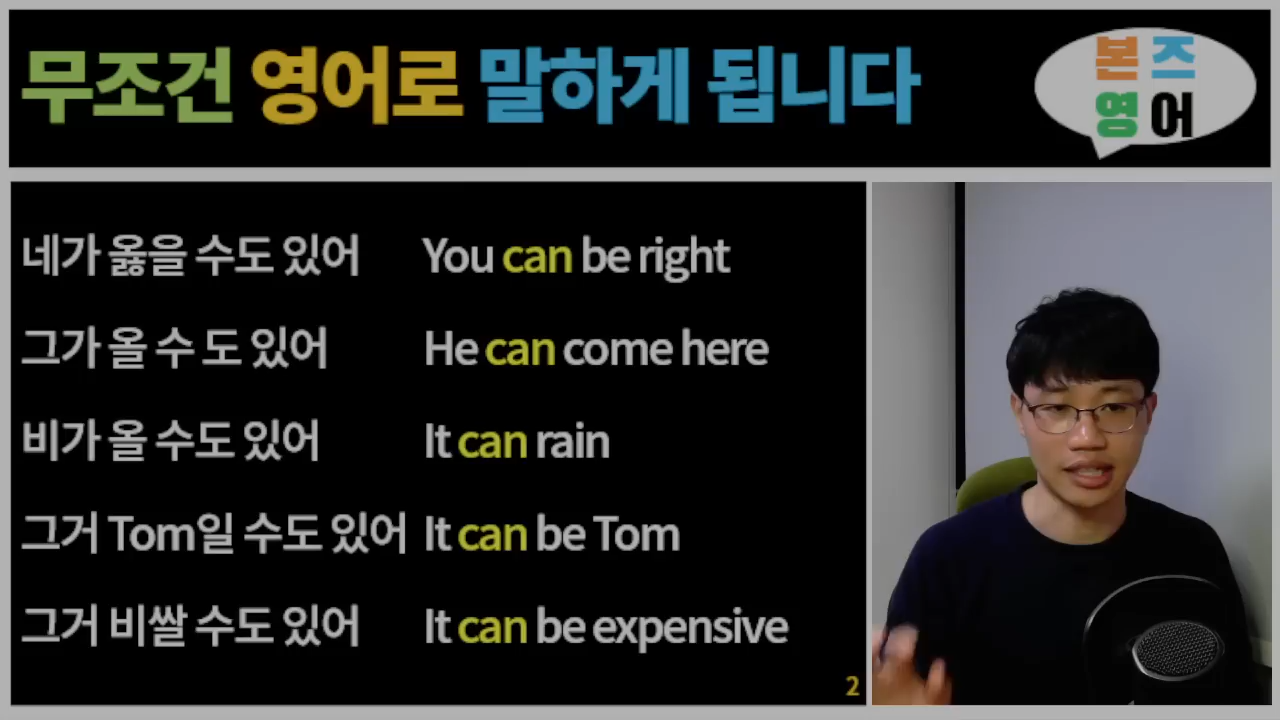 무조건 영어로 말하게 됩니다
본즈
영어
네가 옳을 수도 있어 You can be right
그가 올 수 도 있어 He can come here
비가 올 수도 있어 It can rain
그거 Tom일 수도 있어 It can be Tom
그거 비쌀 수도 있어 It can be expensive
2